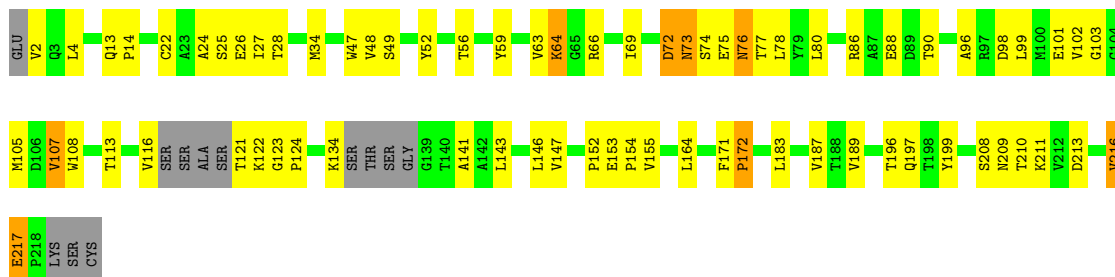 GLU V2 Q3 L4 Q13 P14 C22 A23 A24 S25 E26 I27 T28 M34 W47 V48 S49 Y52 T56 Y59 V63 K64 G65 R66 I69 D72 N73 S74 E75 N76 T77 L78 Y79 L80 R86 A87 E88 D89 T90 A96 R97 D98 L99 M100 E101 V102 G103 G104
M105 D106 V107 W108 T113 V116 SER SER ALA SER T121 K122 G123 P124 K134 SER THR SER GLY G139 T140 A141 A142 L143 L146 V147 P152 E153 P154 V155 L164 F171 P172 L183 V187 T188 V189 T196 Q197 T198 Y199 S208 N209 T210 K211 V212 D213
E217 P218 LYS SER CYS